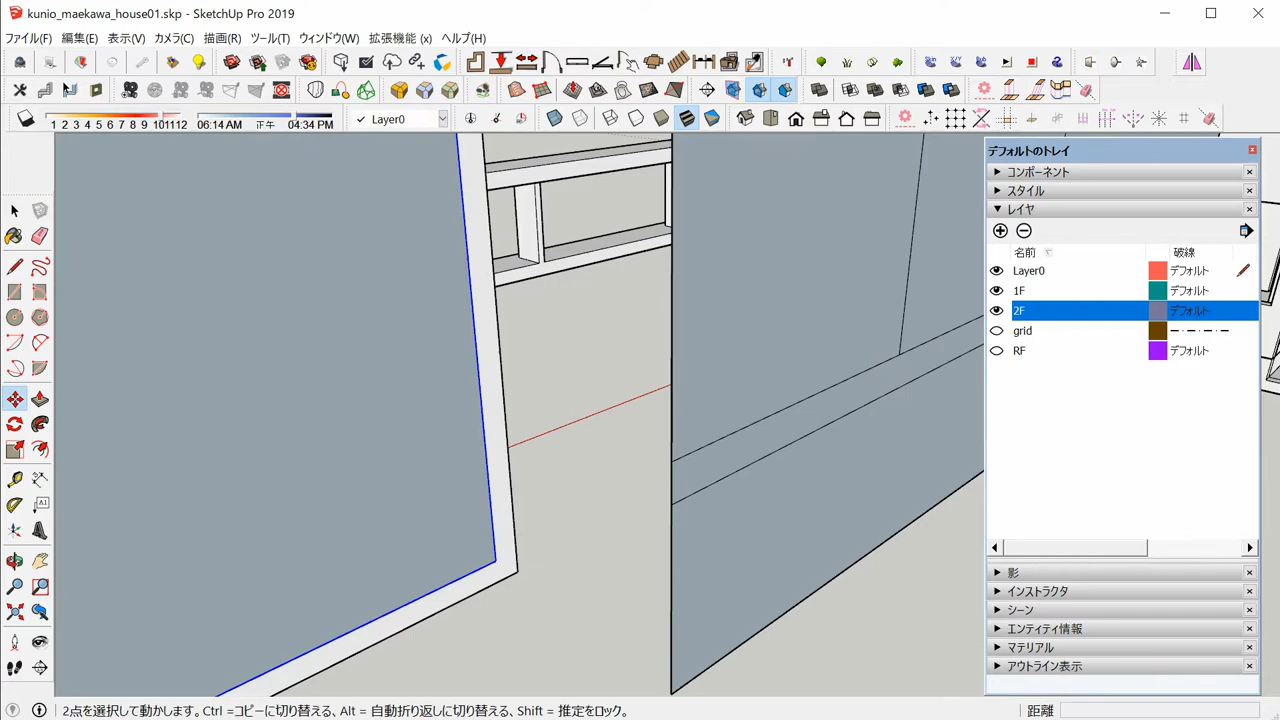 kunio_maekawa_house01.skp - SketchUp Pro 2019
ファイル(F) 編集(E) 表示(V) カメラ(C) 描画(R) ツール(T) ウィンドウ(W) 拡張機能 (x) ヘルプ(H)
1 2 3 4 5 6 7 8 9 101112 06:14 AM 正午 04:34 PM ✓ Layer0
デフォルトのトレイ
コンポーネント
スタイル
レイヤ
名前 破線
Layer0 デフォルト
1F デフォルト
2F デフォルト
grid
RF デフォルト
影
インストラクタ
シーン
エンティティ情報
マテリアル
アウトライン表示
2点を選択して動かします。Ctrl =コピーに切り替える、Alt = 自動折り返しに切り替える、Shift = 推定をロック。 距離